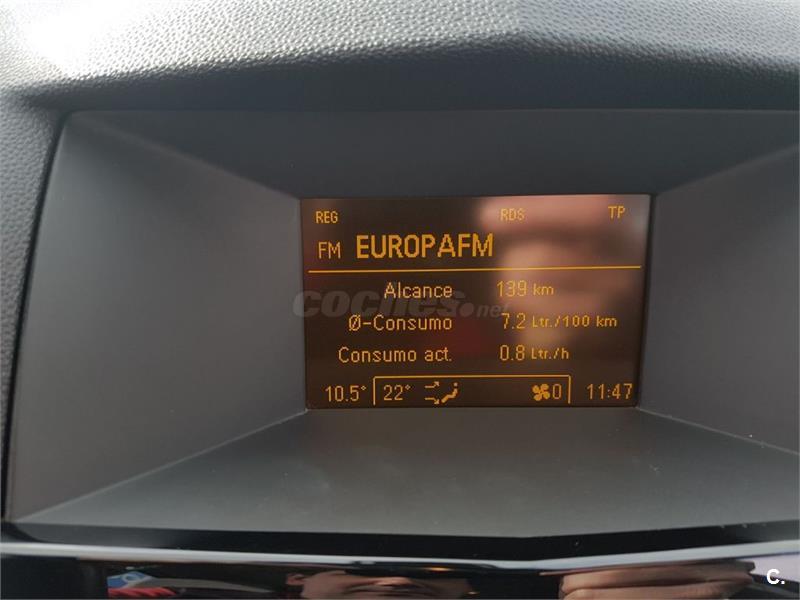 REG RDS TP
FM EUROPAFM
Alcance 139 km
Ø-Consumo 7.2 Ltr./100 km
Consumo act. 0.8 Ltr./h
10.5° 22° 0 11:47
coches.net
C.